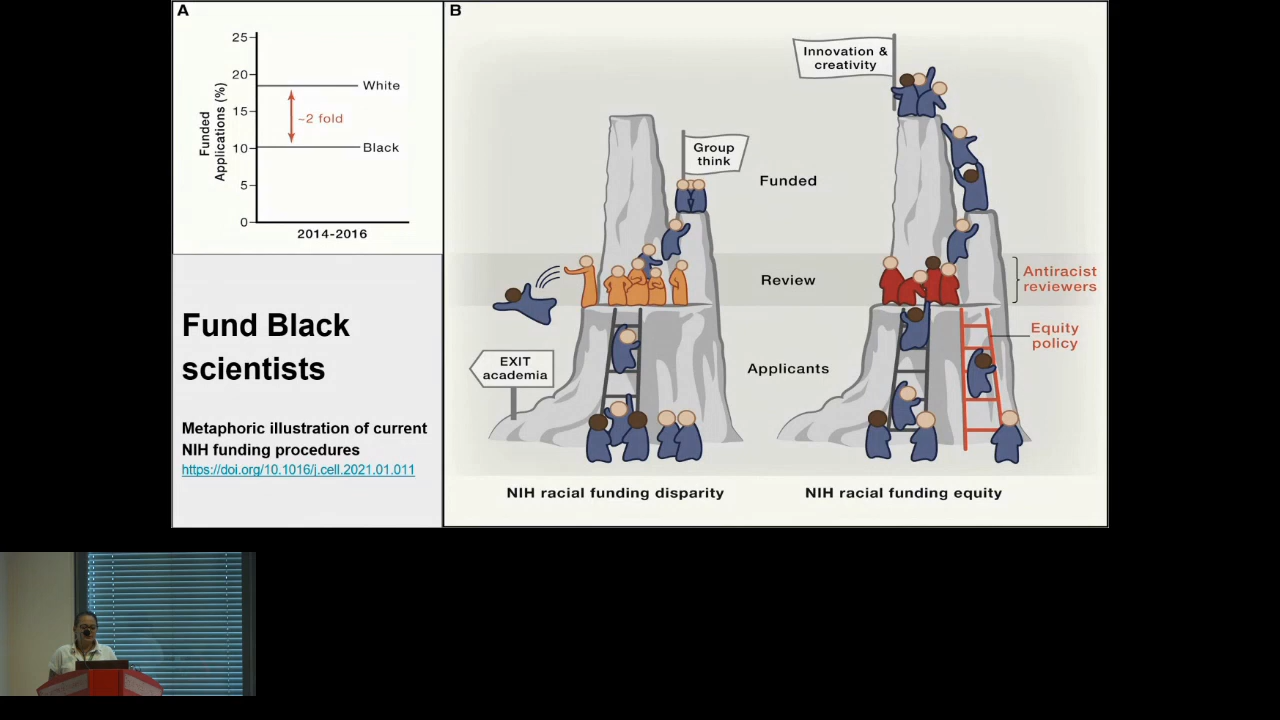 A
25
20
15
10
5
0
Funded
Applications (%)
White
~2 fold
Black
2014-2016
Fund Black
scientists
Metaphoric illustration of current
NIH funding procedures
https://doi.org/10.1016/j.cell.2021.01.011
B
Innovation &
creativity
Group
think
Funded
Review
Antiracist
reviewers
Equity
policy
EXIT
academia
Applicants
NIH racial funding disparity
NIH racial funding equity